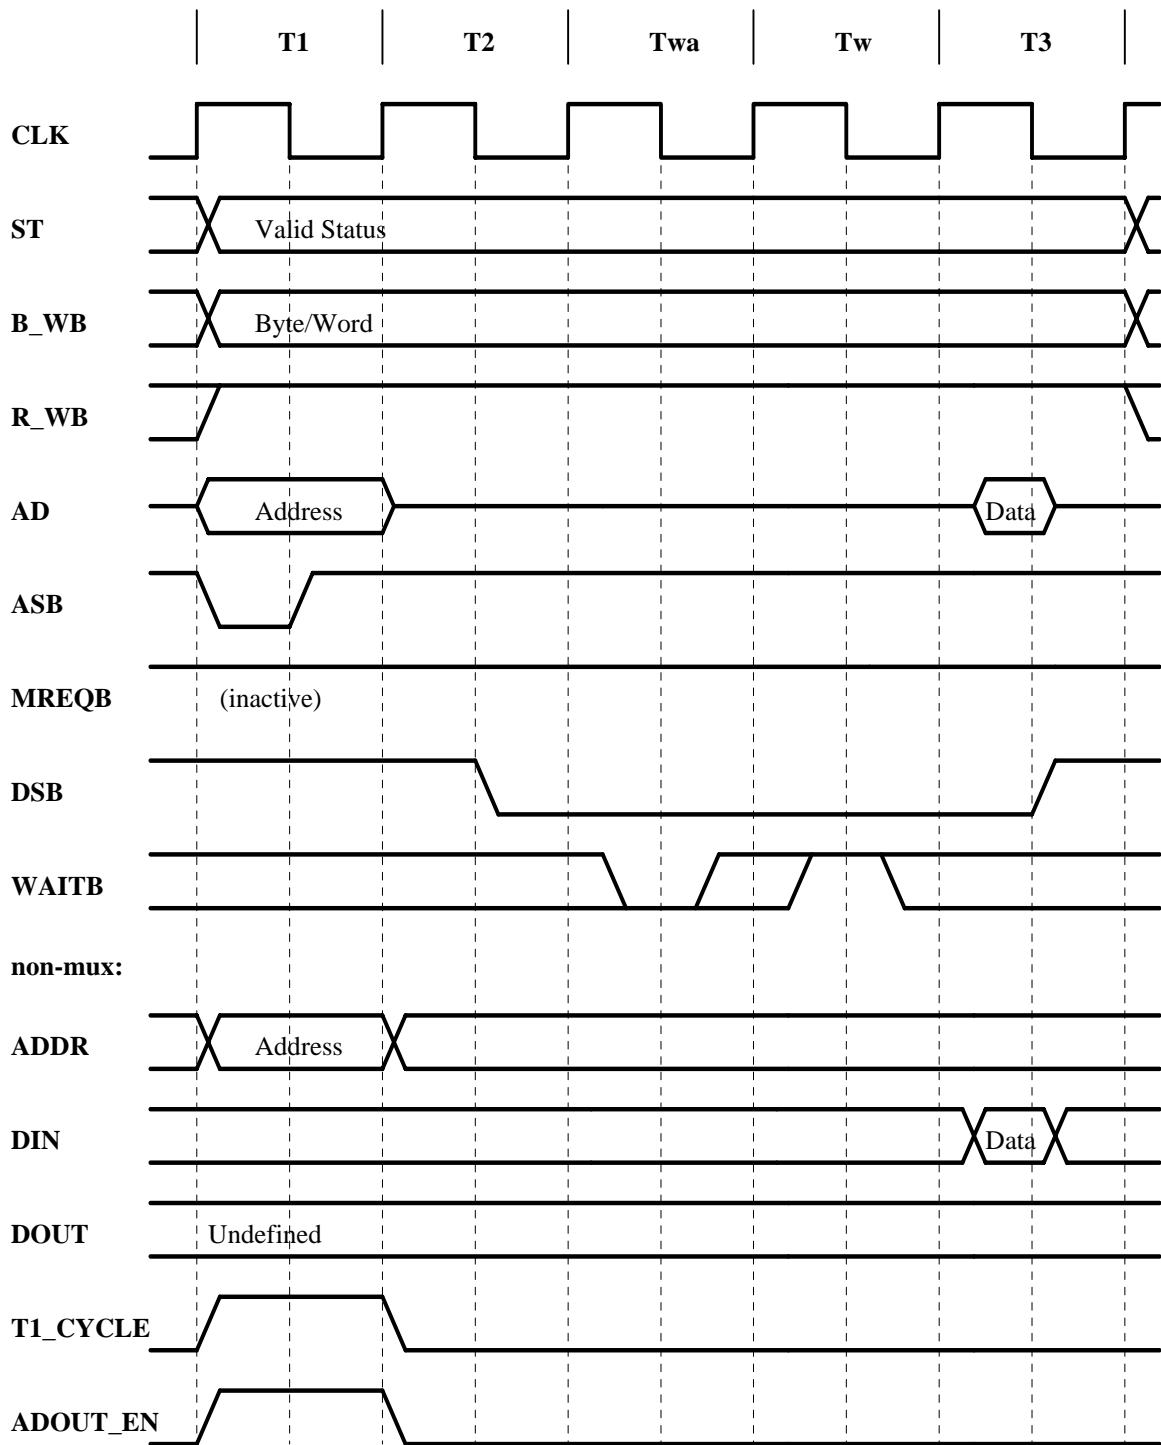 T1 T2 Twa Tw T3
CLK
ST Valid Status
B_WB Byte/Word
R_WB
AD Address Data
ASB
MREQB (inactive)
DSB
WAITB
non-mux:
ADDR Address
DIN Data
DOUT Undefined
T1_CYCLE
ADOUT_EN